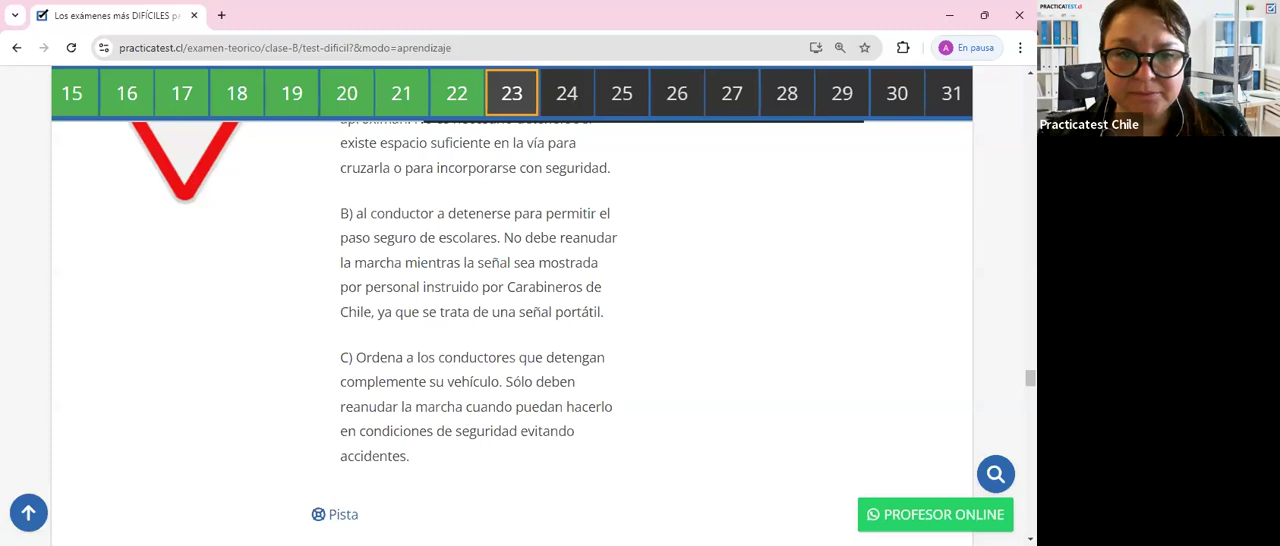 Los exámenes más DIFÍCILES pa
practicatest.cl/examen-teorico/clase-B/test-dificil?&modo=aprendizaje
En pausa
PRACTICATEST.cl
15 16 17 18 19 20 21 22 23 24 25 26 27 28 29 30 31
Practicatest Chile
existe espacio suficiente en la vía para
cruzarla o para incorporarse con seguridad.
B) al conductor a detenerse para permitir el
paso seguro de escolares. No debe reanudar
la marcha mientras la señal sea mostrada
por personal instruido por Carabineros de
Chile, ya que se trata de una señal portátil.
C) Ordena a los conductores que detengan
complemente su vehículo. Sólo deben
reanudar la marcha cuando puedan hacerlo
en condiciones de seguridad evitando
accidentes.
Pista
PROFESOR ONLINE